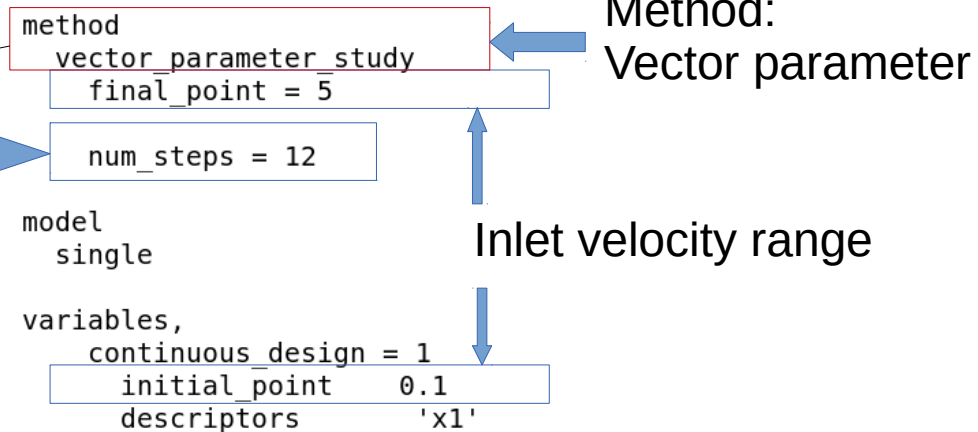 method
vector_parameter_study
final_point = 5
num_steps = 12
model
single
variables,
continuous_design = 1
initial_point 0.1
descriptors 'x1'
Method:
Vector parameter
Inlet velocity range